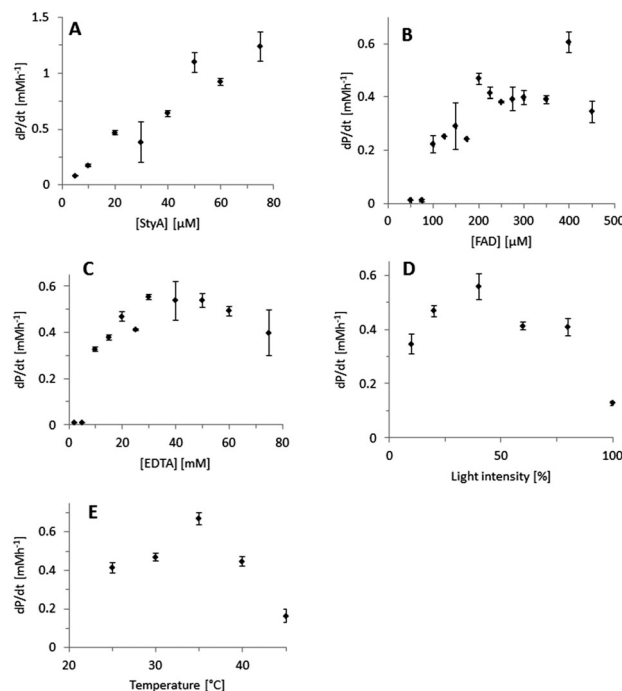 A
1.5
1
0.5
0
dP/dt [mMh⁻¹]
0 20 40 60 80
[StyA] [µM]
B
0.6
0.4
0.2
0
dP/dt [mMh⁻¹]
0 100 200 300 400 500
[FAD] [µM]
C
0.6
0.4
0.2
0
dP/dt [mMh⁻¹]
0 20 40 60 80
[EDTA] [mM]
D
0.6
0.4
0.2
0
dP/dt [mMh⁻¹]
0 50 100
Light intensity [%]
E
0.6
0.4
0.2
0
dP/dt [mMh⁻¹]
20 30 40
Temperature [°C]